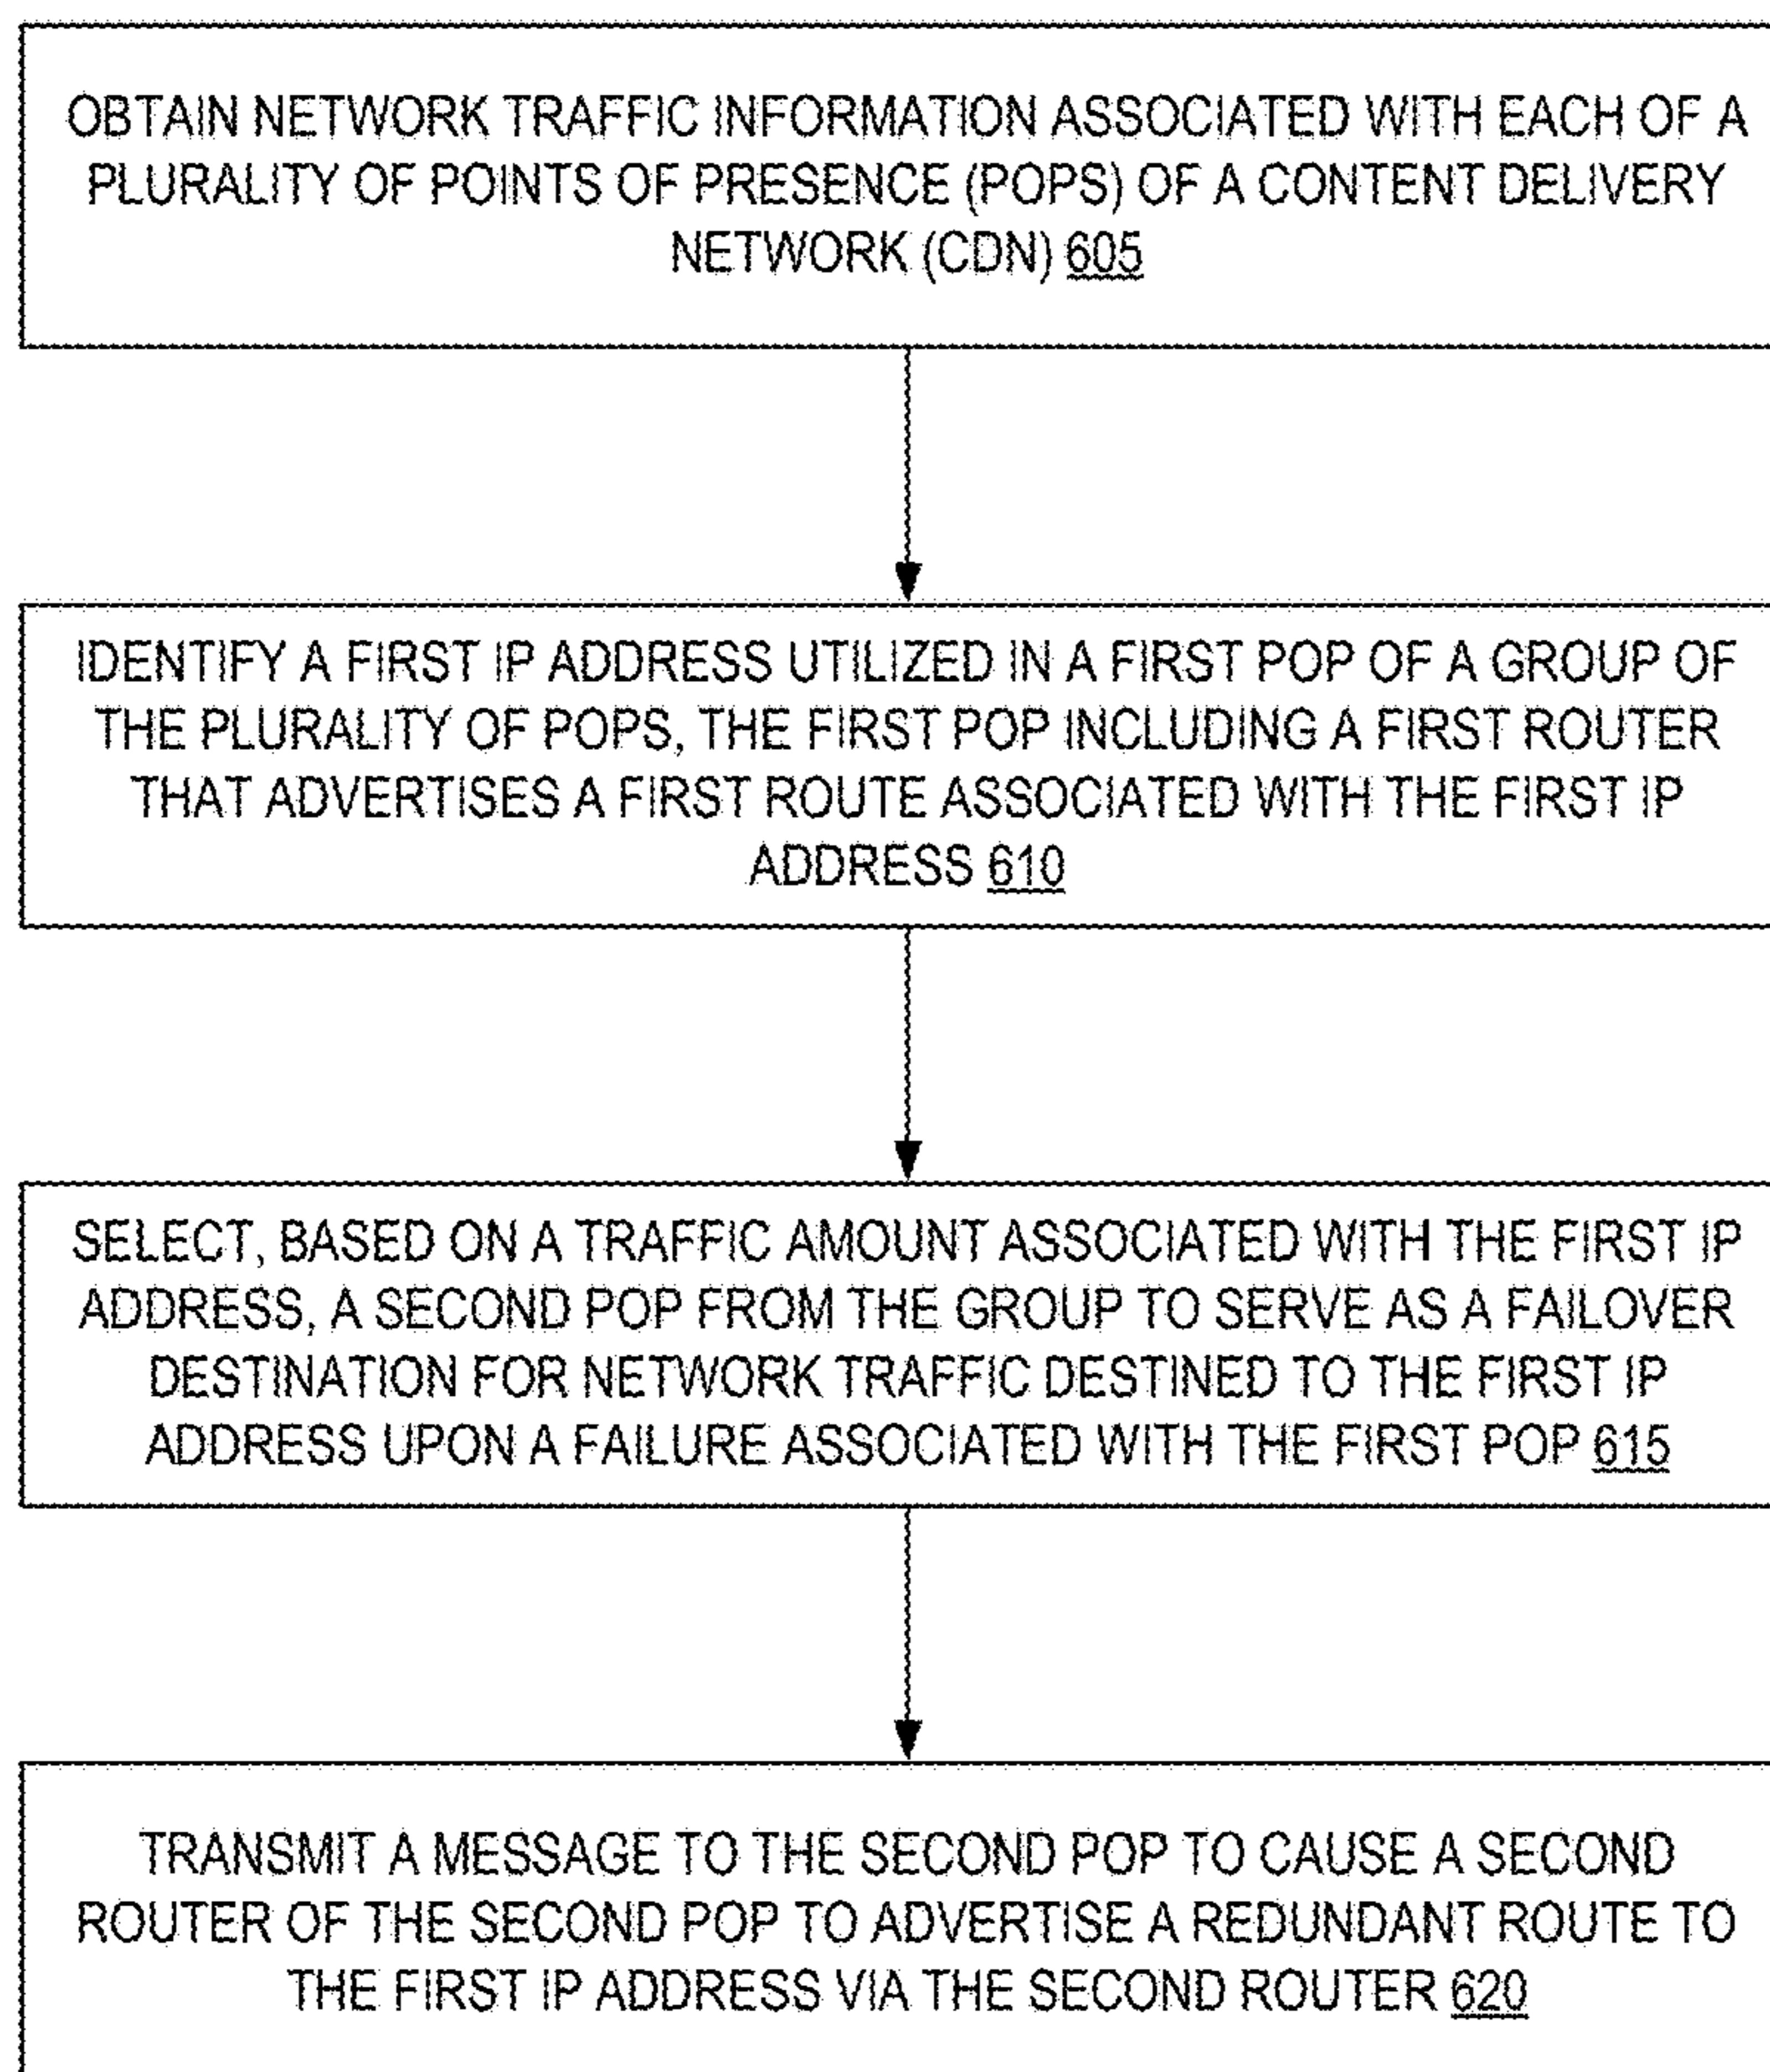 OBTAIN NETWORK TRAFFIC INFORMATION ASSOCIATED WITH EACH OF A
PLURALITY OF POINTS OF PRESENCE (POPS) OF A CONTENT DELIVERY
NETWORK (CDN) 605
IDENTIFY A FIRST IP ADDRESS UTILIZED IN A FIRST POP OF A GROUP OF
THE PLURALITY OF POPS, THE FIRST POP INCLUDING A FIRST ROUTER
THAT ADVERTISES A FIRST ROUTE ASSOCIATED WITH THE FIRST IP
ADDRESS 610
SELECT, BASED ON A TRAFFIC AMOUNT ASSOCIATED WITH THE FIRST IP
ADDRESS, A SECOND POP FROM THE GROUP TO SERVE AS A FAILOVER
DESTINATION FOR NETWORK TRAFFIC DESTINED TO THE FIRST IP
ADDRESS UPON A FAILURE ASSOCIATED WITH THE FIRST POP 615
TRANSMIT A MESSAGE TO THE SECOND POP TO CAUSE A SECOND
ROUTER OF THE SECOND POP TO ADVERTISE A REDUNDANT ROUTE TO
THE FIRST IP ADDRESS VIA THE SECOND ROUTER 620